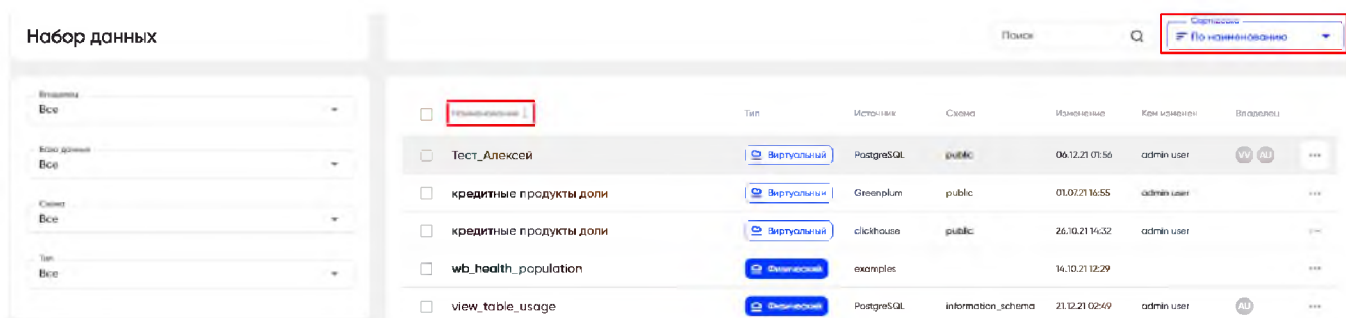 Набор данных
Поиск
Сортировка
По наименованию
Владелец
Все
База данных
Все
Схема
Все
Тип
Все
Наименование Тип Источник Схема Изменение Кем изменен Владелец
Тест_Алексей Виртуальный PostgreSQL public 06.12.21 01:56 admin user VV AU
кредитные продукты доли Виртуальный Greenplum public 01.07.21 16:55 admin user
кредитные продукты доли Виртуальный clickhouse public 26.10.21 14:32 admin user
wb_health_population Физический examples 14.10.21 12:29
view_table_usage Физический PostgreSQL information_schema 21.12.21 02:49 admin user AU